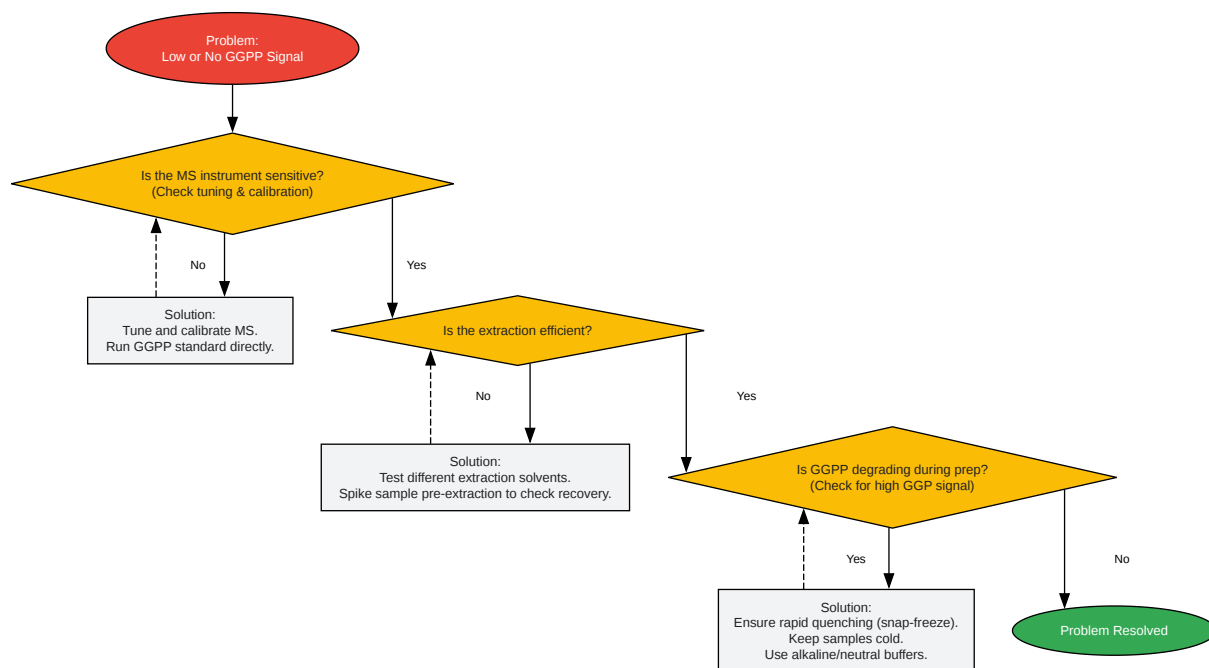 Problem:
Low or No GGPP Signal
Is the MS instrument sensitive?
(Check tuning & calibration)
No
Yes
Solution:
Tune and calibrate MS.
Run GGPP standard directly.
Is the extraction efficient?
No
Yes
Solution:
Test different extraction solvents.
Spike sample pre-extraction to check recovery.
Is GGPP degrading during prep?
(Check for high GGP signal)
Yes
No
Solution:
Ensure rapid quenching (snap-freeze).
Keep samples cold.
Use alkaline/neutral buffers.
Problem Resolved